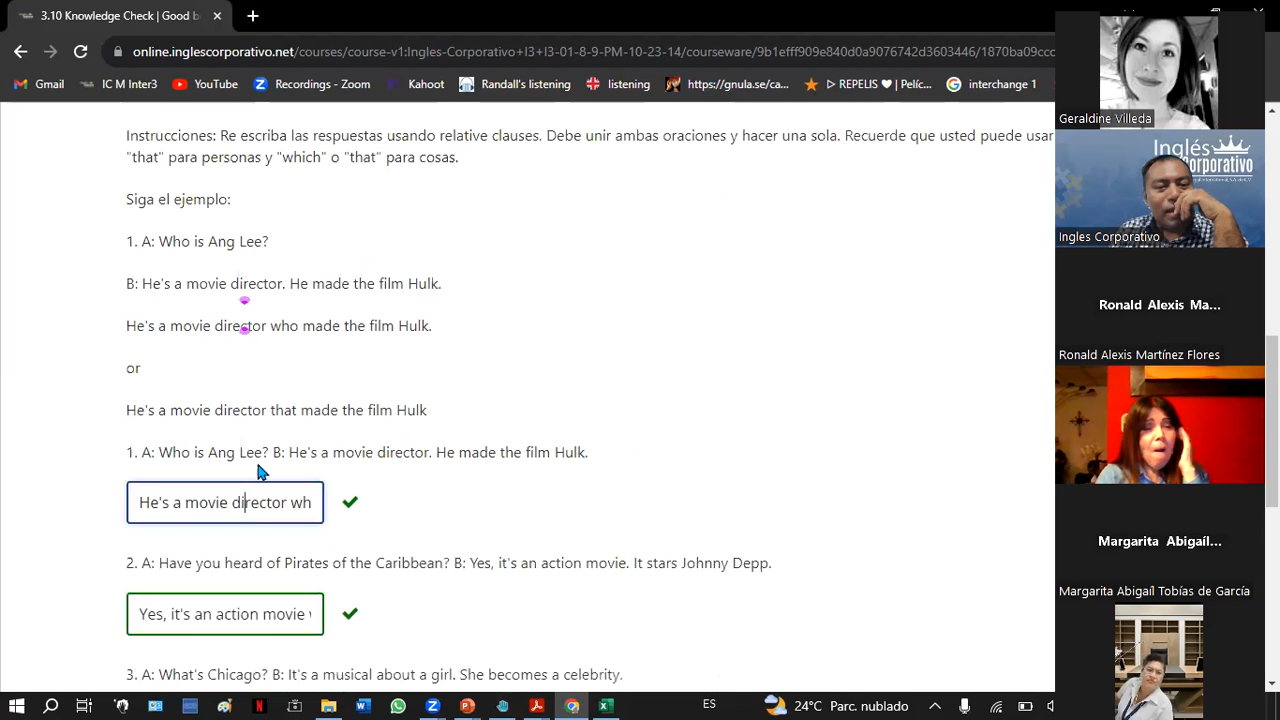 3.10 Knowledge Check | Good b
online.inglescorporativo.net/courses/course-v1:Ingles-Corporativo+I3+I3-01-8-9-PM-10-23-14/courseware/9b1efff909e840d0a9076742d3603446/1870ba09cc
Gmail
IC M Inter3
YouTube
Recordings - Zoom
Kahoot
Randall's listening
listening
https://gnula.se/ca...
▷ REPELIS ❤ | Pelíc...
interchange 1
Instrucciones: Re escriba las respuestas usando relative clauses. Debe unir ambas oraciones y hacer una sola. Recuerde que usted puede usar
"that" para personas y "which" o "that" para cosas.
Siga el ejemplo:
1. A: Who is Ang Lee?
B: He's a movie director. He made the film Hulk.
He's a movie director who made the film Hulk.
or
He's a movie director that made the film Hulk
1. A: Who is Ang Lee? B: He's a movie director. He made the film Hulk.
He's a movie director wh
2. A: Have you heard of Pirates of the Caribbean? B: Yes, it's an action movie. It stars Johnny Depp.
Yes, it's an action movie
3. A: What's Chicago? B: It's a musical about a girl. She becomes a celebrity.
ES
24°C Parc. nublado
Geraldine Villeda
Inglés
Corporativo
Ingles Corporativo
Ronald Alexis Ma...
Ronald Alexis Martínez Flores
Margarita Abigaíl...
Margarita Abigaíl Tobías de García